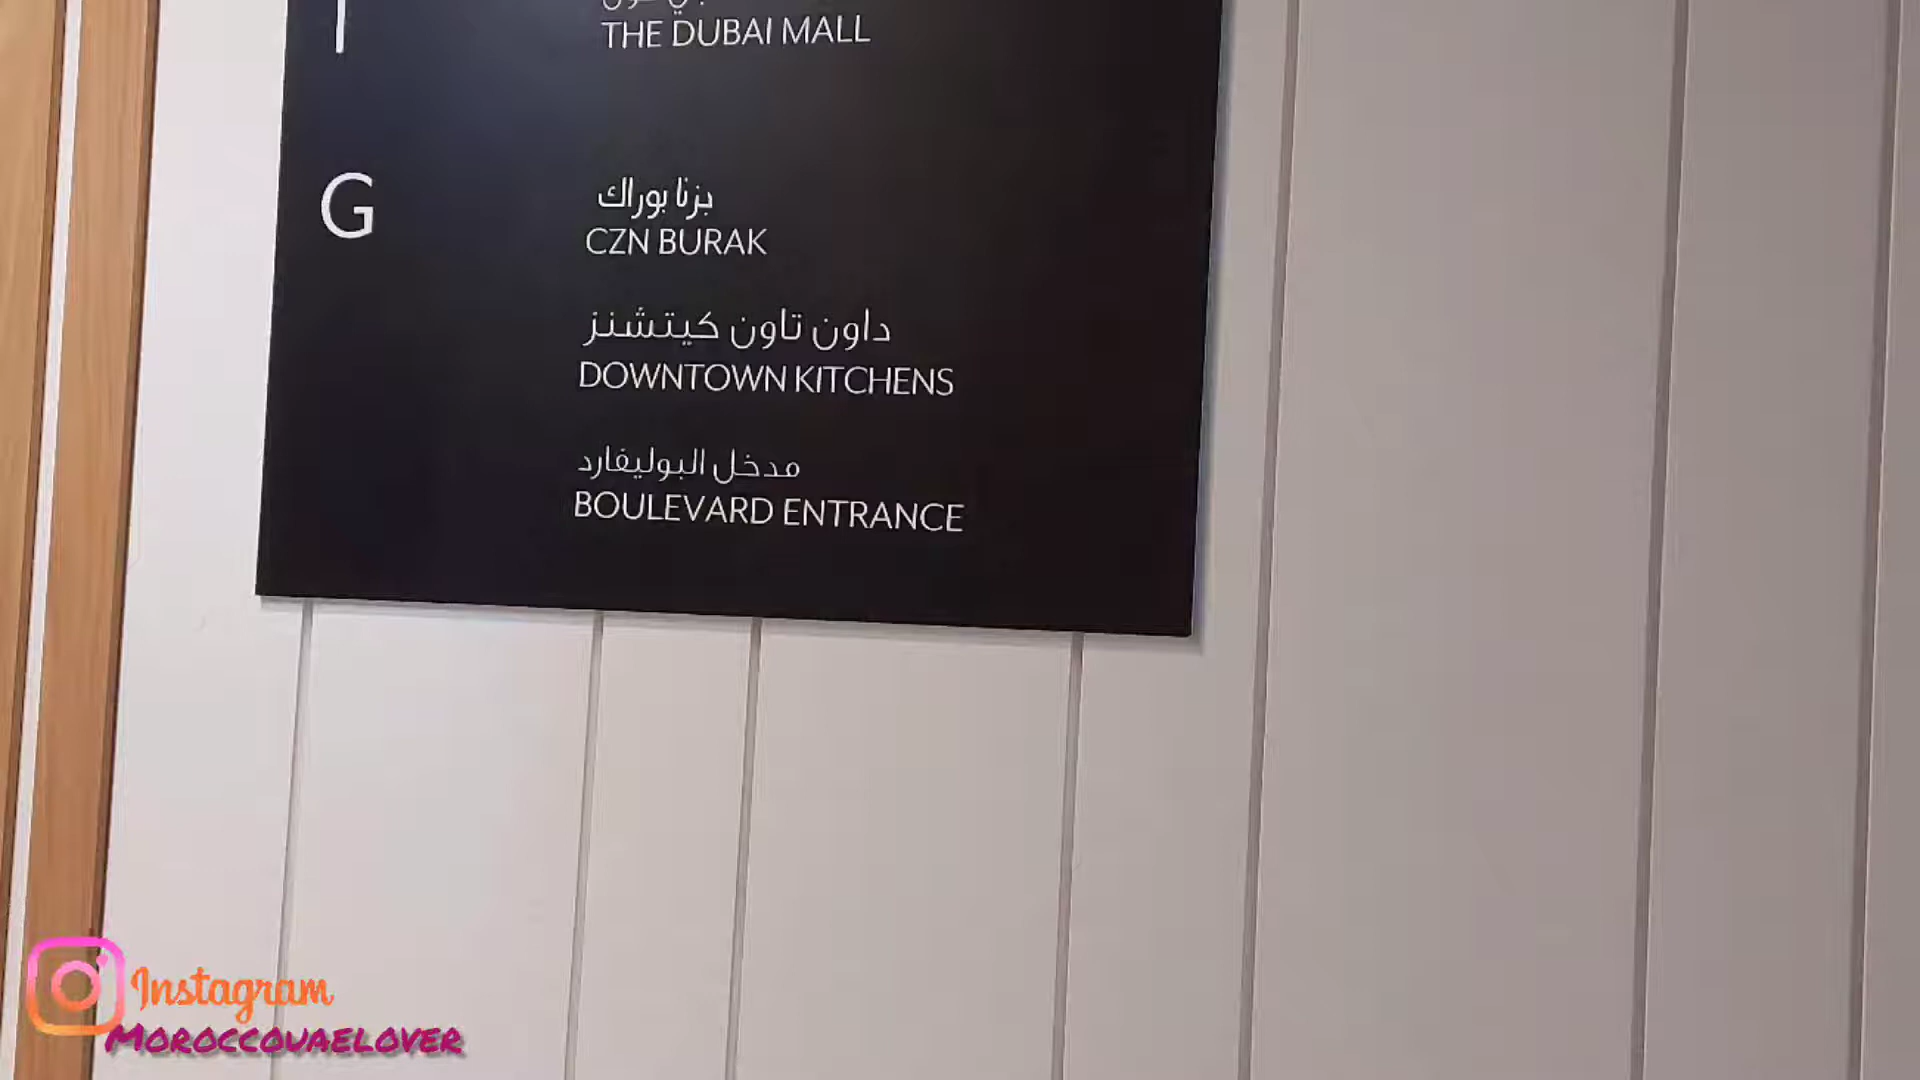 THE DUBAI MALL
G
بزنا بوراك
CZN BURAK
داون تاون كيتشنز
DOWNTOWN KITCHENS
مدخل البوليفارد
BOULEVARD ENTRANCE
Instagram
MOROCCOUAELOVER